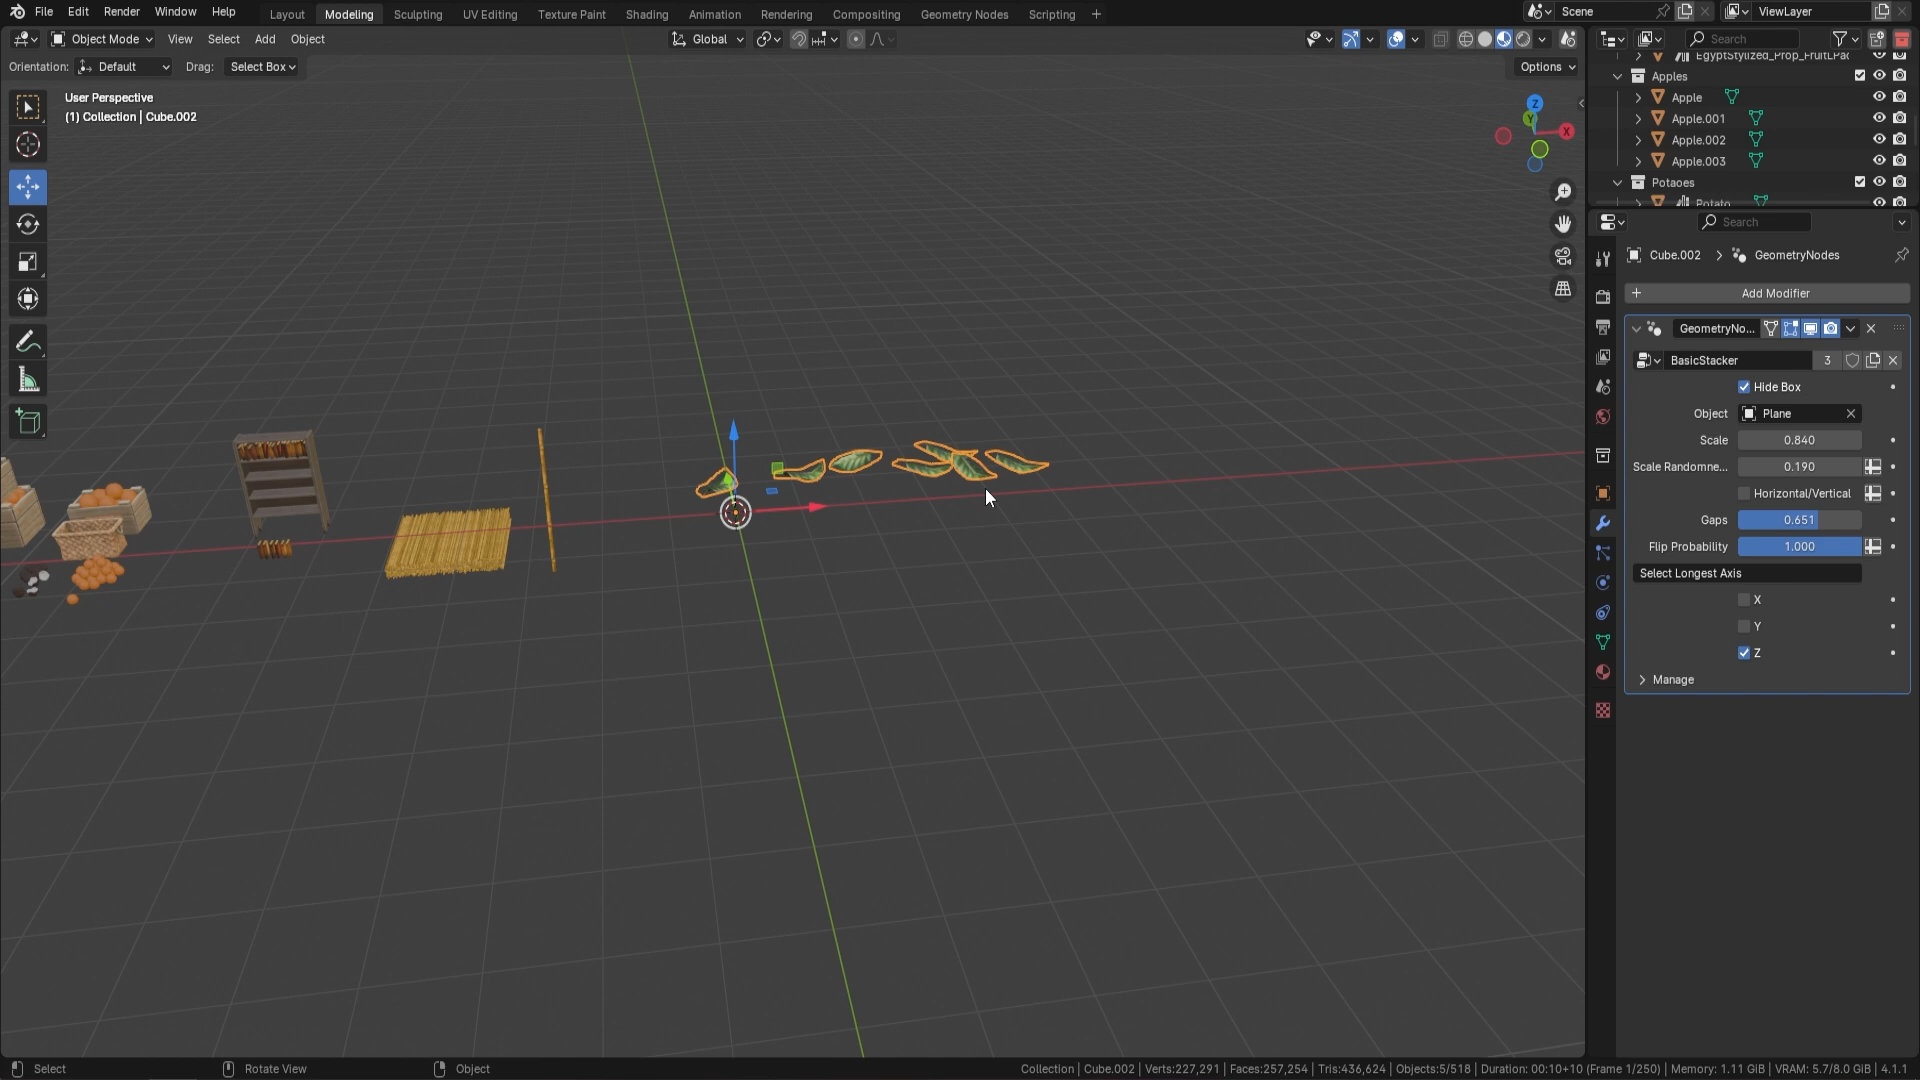 File Edit Render Window Help
Layout Modeling Sculpting UV Editing Texture Paint Shading Animation Rendering Compositing Geometry Nodes Scripting +
Scene ViewLayer
Object Mode View Select Add Object
Global
Search
Orientation: Default Drag: Select Box
Options
User Perspective
(1) Collection | Cube.002
Z
Y
X
EgyptStylized_Prop_FruitLPac
Apples
Apple
Apple.001
Apple.002
Apple.003
Potaoes
Potato
Search
Cube.002 > GeometryNodes
+ Add Modifier
GeometryNo...
BasicStacker 3
Hide Box
Object Plane
Scale 0.840
Scale Randomne... 0.190
Horizontal/Vertical
Gaps 0.651
Flip Probability 1.000
Select Longest Axis
X
Y
Z
Manage
Select Rotate View Object
Collection | Cube.002 | Verts:227,291 | Faces:257,254 | Tris:436,624 | Objects:5/518 | Duration: 00:10+10 (Frame 1/250) | Memory: 1.11 GiB | VRAM: 5.7/8.0 GiB | 4.1.1